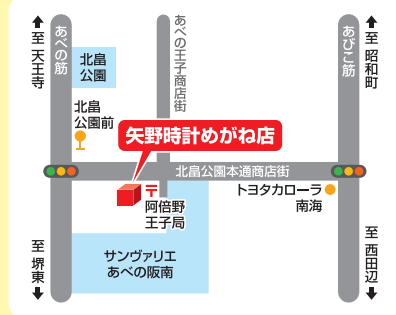 至 天王寺
あべの筋
あべの王子商店街
あびこ筋
至 昭和町
北畠
公園
北畠
公園前
矢野時計めがね店
北畠公園本通商店街
〒
阿倍野
王子局
トヨタカローラ
南海
サンヴァリエ
あべの阪南
至 堺東
至 西田辺